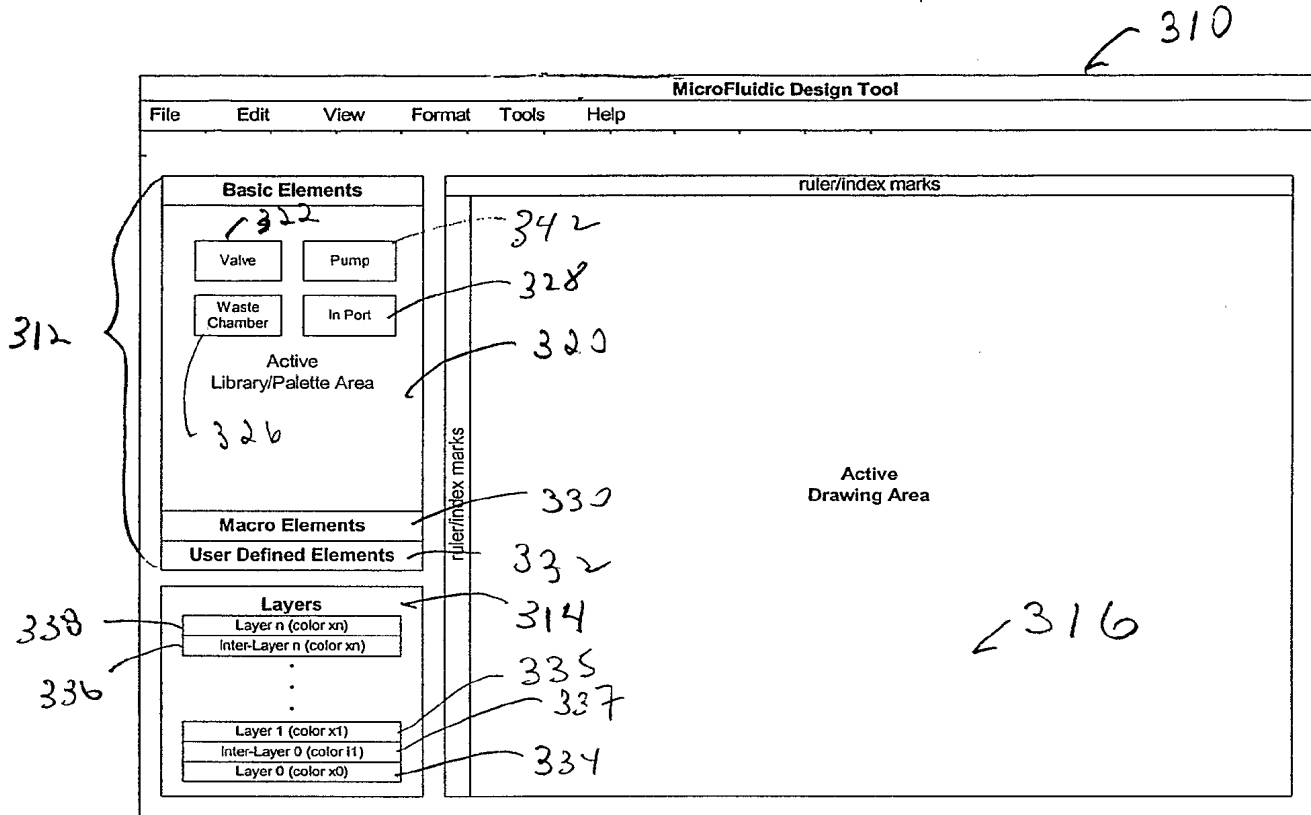 310
MicroFluidic Design Tool
File Edit View Format Tools Help
Basic Elements
ruler/index marks
322
342
Valve
Pump
328
Waste Chamber
In Port
312
320
Active
Library/Palette Area
326
ruler/index marks
Active
Drawing Area
330
Macro Elements
User Defined Elements
332
Layers
314
316
338
Layer n (color xn)
Inter-Layer n (color xn)
336
335
337
Layer 1 (color x1)
Inter-Layer 0 (color i1)
334
Layer 0 (color x0)